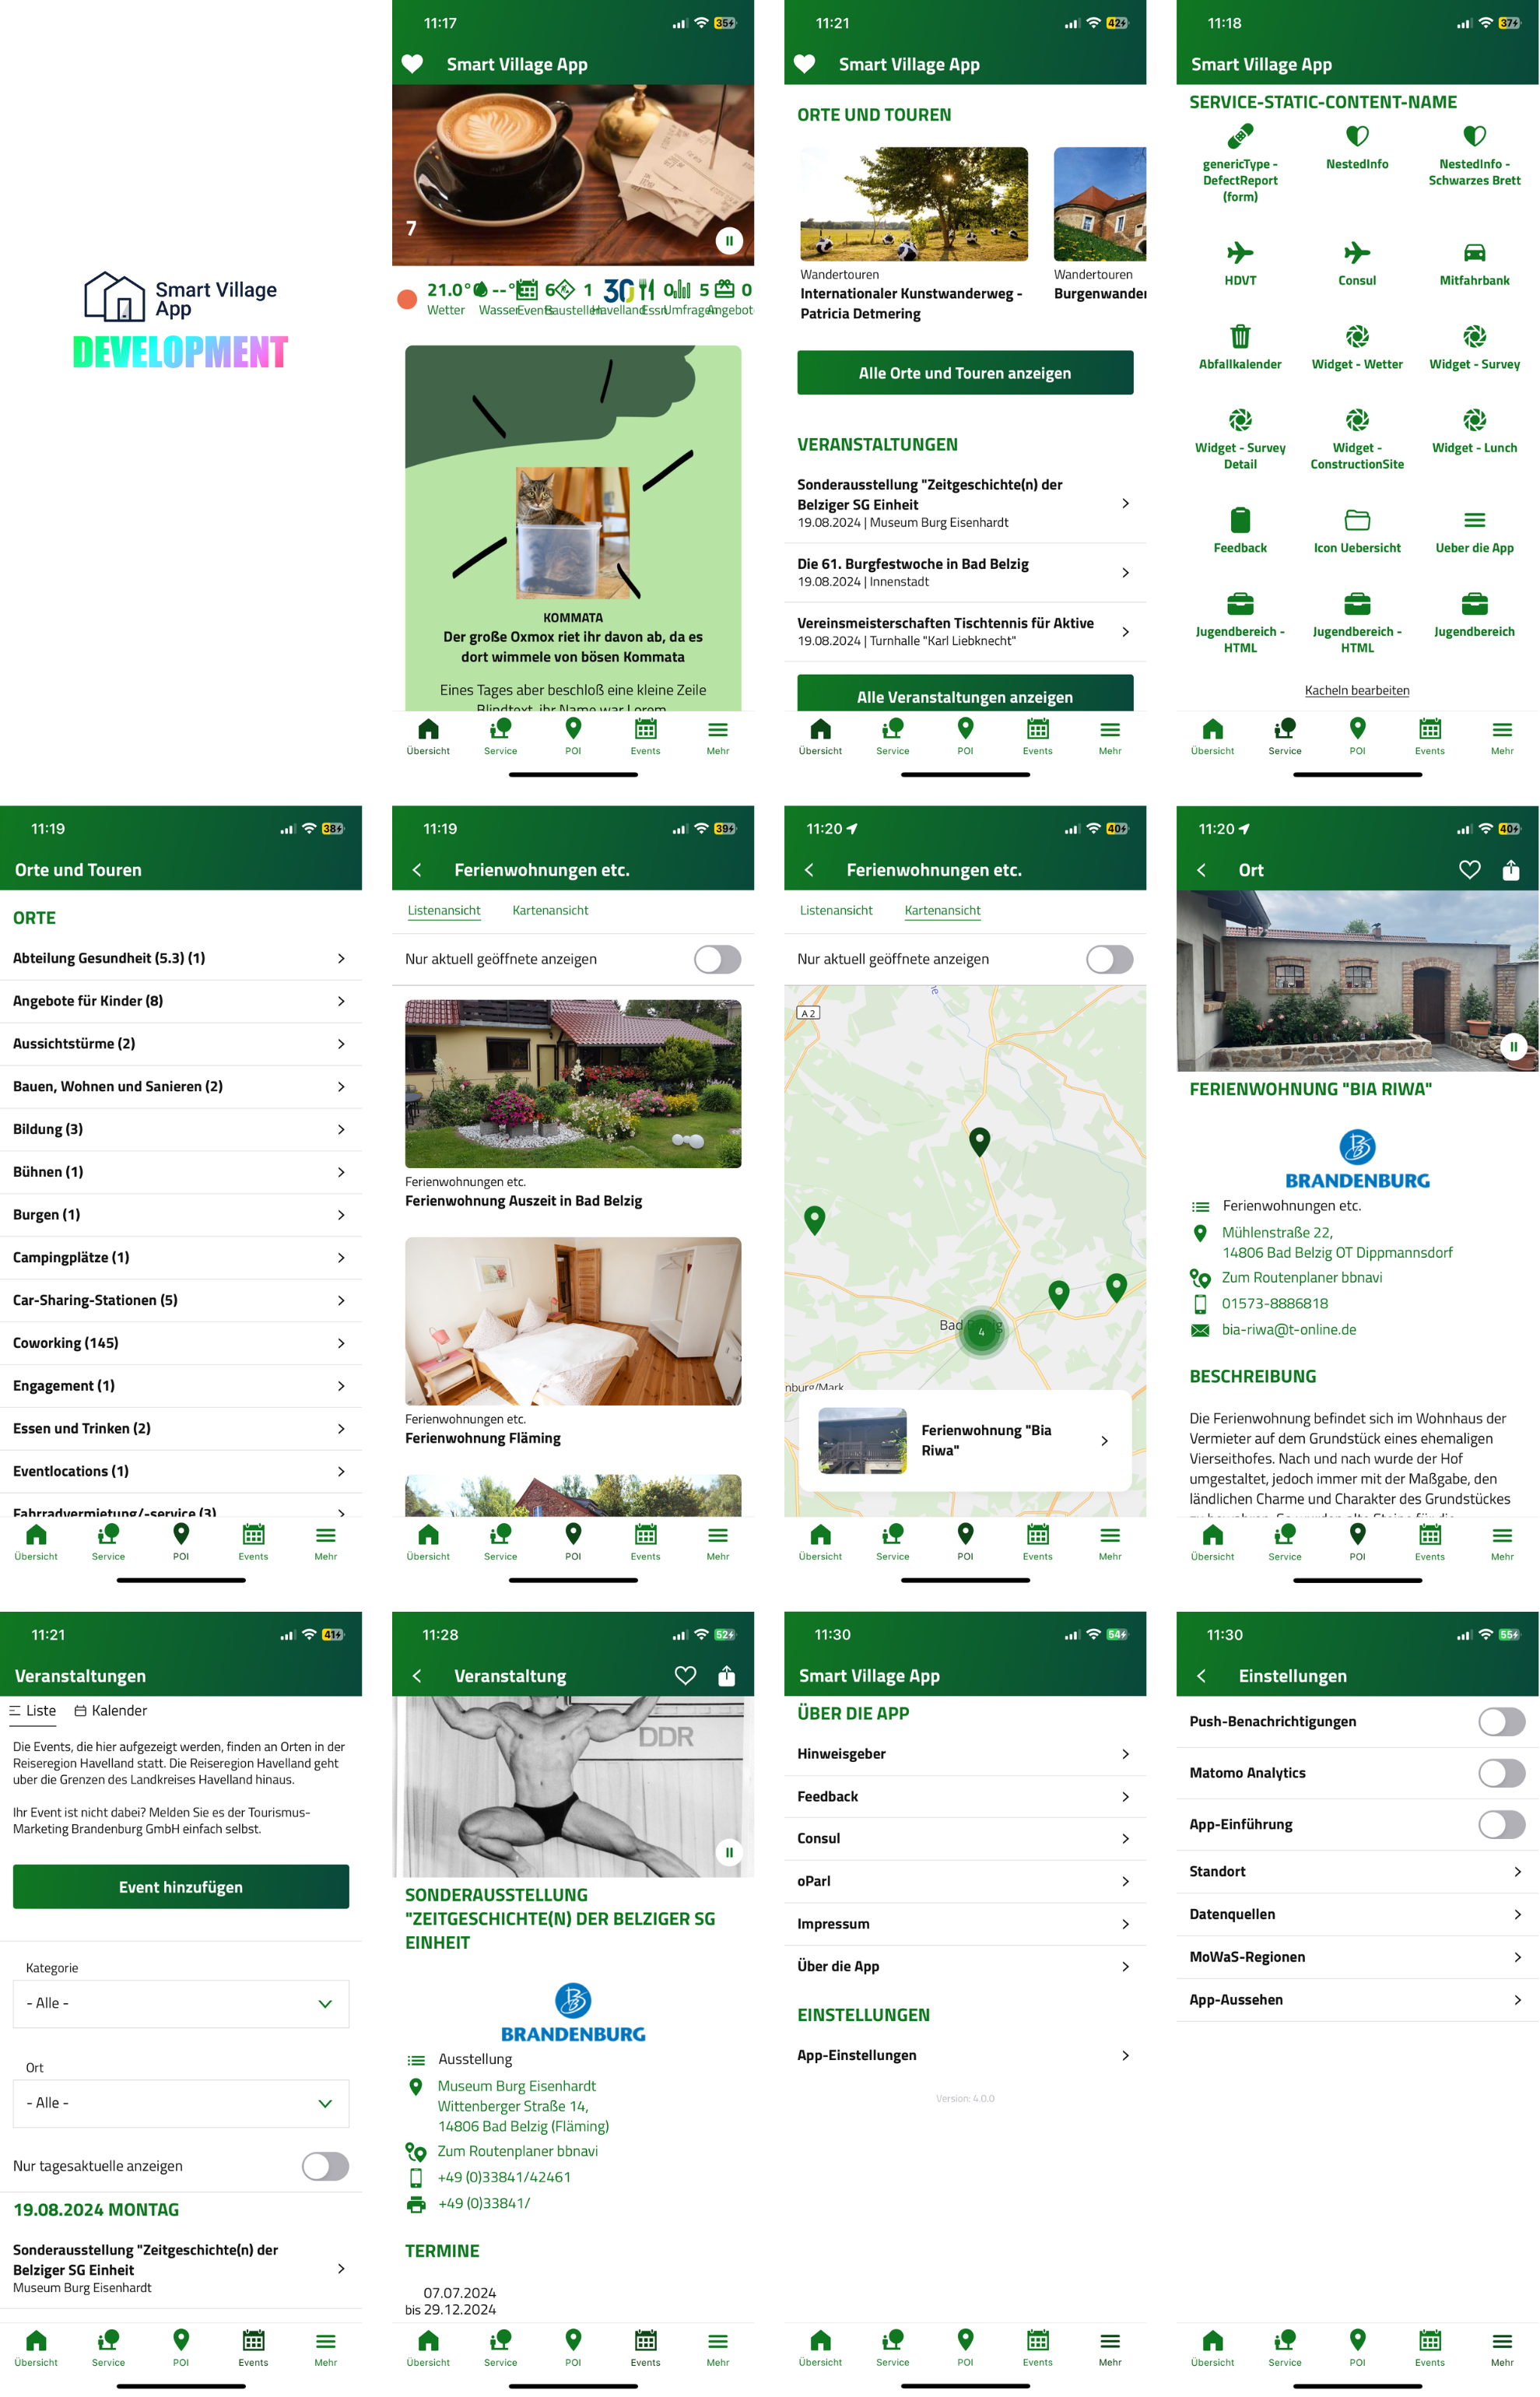 Smart Village
App
DEVELOPMENT
11:17
35
Smart Village App
7
21.0°
--°
6
1
30
0
5
0
Wetter
Wasser
Events
Baustellen
Havelland
Essn
Umfragen
Angebot
KOMMATA
Der große Oxmox riet ihr davon ab, da es
dort wimmele von bösen Kommata
Eines Tages aber beschloß eine kleine Zeile
Blindtext, ihr Name war Lorem
Übersicht
Service
POI
Events
Mehr
11:21
42
Smart Village App
ORTE UND TOUREN
Wandertouren
Internationaler Kunstwanderweg -
Patricia Detmering
Wandertouren
Burgenwander
Alle Orte und Touren anzeigen
VERANSTALTUNGEN
Sonderausstellung "Zeitgeschichte(n) der
Belziger SG Einheit
19.08.2024 | Museum Burg Eisenhardt
Die 61. Burgfestwoche in Bad Belzig
19.08.2024 | Innenstadt
Vereinsmeisterschaften Tischtennis für Aktive
19.08.2024 | Turnhalle "Karl Liebknecht"
Alle Veranstaltungen anzeigen
Übersicht
Service
POI
Events
Mehr
11:18
37
Smart Village App
SERVICE-STATIC-CONTENT-NAME
genericType -
DefectReport
(form)
NestedInfo
NestedInfo -
Schwarzes Brett
HDVT
Consul
Mitfahrbank
Abfallkalender
Widget - Wetter
Widget - Survey
Widget - Survey
Detail
Widget -
ConstructionSite
Widget - Lunch
Feedback
Icon Uebersicht
Ueber die App
Jugendbereich -
HTML
Jugendbereich -
HTML
Jugendbereich
Kacheln bearbeiten
Übersicht
Service
POI
Events
Mehr
11:19
38
Orte und Touren
ORTE
Abteilung Gesundheit (5.3) (1)
Angebote für Kinder (8)
Aussichtstürme (2)
Bauen, Wohnen und Sanieren (2)
Bildung (3)
Bühnen (1)
Burgen (1)
Campingplätze (1)
Car-Sharing-Stationen (5)
Coworking (145)
Engagement (1)
Essen und Trinken (2)
Eventlocations (1)
Fahrradvermietung/-service (3)
Übersicht
Service
POI
Events
Mehr
11:19
39
Ferienwohnungen etc.
Listenansicht
Kartenansicht
Nur aktuell geöffnete anzeigen
Ferienwohnungen etc.
Ferienwohnung Auszeit in Bad Belzig
Ferienwohnungen etc.
Ferienwohnung Fläming
Übersicht
Service
POI
Events
Mehr
11:20
40
Ferienwohnungen etc.
Listenansicht
Kartenansicht
Nur aktuell geöffnete anzeigen
A 2
ne
Bad
4
nburg/Mark
Ferienwohnung "Bia
Riwa"
Übersicht
Service
POI
Events
Mehr
11:20
40
Ort
FERIENWOHNUNG "BIA RIWA"
BRANDENBURG
Ferienwohnungen etc.
Mühlenstraße 22,
14806 Bad Belzig OT Dippmannsdorf
Zum Routenplaner bbnavi
01573-8886818
bia-riwa@t-online.de
BESCHREIBUNG
Die Ferienwohnung befindet sich im Wohnhaus der
Vermieter auf dem Grundstück eines ehemaligen
Vierseithofes. Nach und nach wurde der Hof
umgestaltet, jedoch immer mit der Maßgabe, den
ländlichen Charme und Charakter des Grundstückes
Übersicht
Service
POI
Events
Mehr
11:21
41
Veranstaltungen
Liste
Kalender
Die Events, die hier aufgezeigt werden, finden an Orten in der
Reiseregion Havelland statt. Die Reiseregion Havelland geht
uber die Grenzen des Landkreises Havelland hinaus.
Ihr Event ist nicht dabei? Melden Sie es der Tourismus-
Marketing Brandenburg GmbH einfach selbst.
Event hinzufügen
Kategorie
- Alle -
Ort
- Alle -
Nur tagesaktuelle anzeigen
19.08.2024 MONTAG
Sonderausstellung "Zeitgeschichte(n) der
Belziger SG Einheit
Museum Burg Eisenhardt
Übersicht
Service
POI
Events
Mehr
11:28
52
Veranstaltung
DDR
SONDERAUSSTELLUNG
"ZEITGESCHICHTE(N) DER BELZIGER SG
EINHEIT
BRANDENBURG
Ausstellung
Museum Burg Eisenhardt
Wittenberger Straße 14,
14806 Bad Belzig (Fläming)
Zum Routenplaner bbnavi
+49 (0)33841/42461
+49 (0)33841/
TERMINE
07.07.2024
bis 29.12.2024
Übersicht
Service
POI
Events
Mehr
11:30
54
Smart Village App
ÜBER DIE APP
Hinweisgeber
Feedback
Consul
oParl
Impressum
Über die App
EINSTELLUNGEN
App-Einstellungen
Version: 4.0.0
Übersicht
Service
POI
Events
Mehr
11:30
55
Einstellungen
Push-Benachrichtigungen
Matomo Analytics
App-Einführung
Standort
Datenquellen
MoWaS-Regionen
App-Aussehen
Übersicht
Service
POI
Events
Mehr